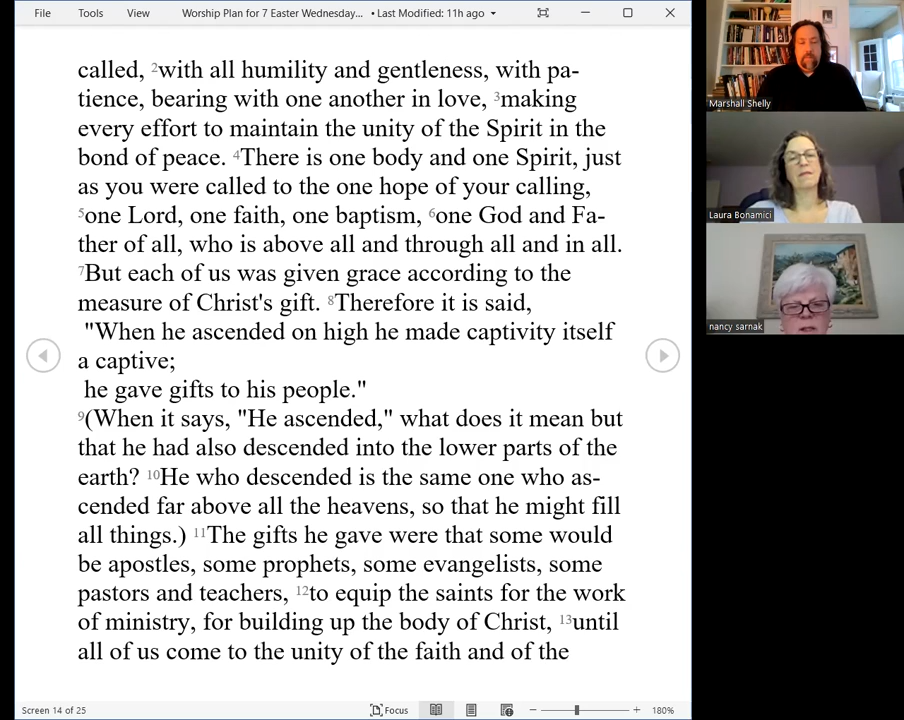 File Tools View Worship Plan for 7 Easter Wednesday... • Last Modified: 11h ago
called, 2with all humility and gentleness, with pa-
tience, bearing with one another in love, 3making
every effort to maintain the unity of the Spirit in the
bond of peace. 4There is one body and one Spirit, just
as you were called to the one hope of your calling,
5one Lord, one faith, one baptism, 6one God and Fa-
ther of all, who is above all and through all and in all.
7But each of us was given grace according to the
measure of Christ's gift. 8Therefore it is said,
"When he ascended on high he made captivity itself
a captive;
he gave gifts to his people."
9(When it says, "He ascended," what does it mean but
that he had also descended into the lower parts of the
earth? 10He who descended is the same one who as-
cended far above all the heavens, so that he might fill
all things.) 11The gifts he gave were that some would
be apostles, some prophets, some evangelists, some
pastors and teachers, 12to equip the saints for the work
of ministry, for building up the body of Christ, 13until
all of us come to the unity of the faith and of the
Screen 14 of 25 Focus 180%
Marshall Shelly
Laura Bonamici
nancy sarnak